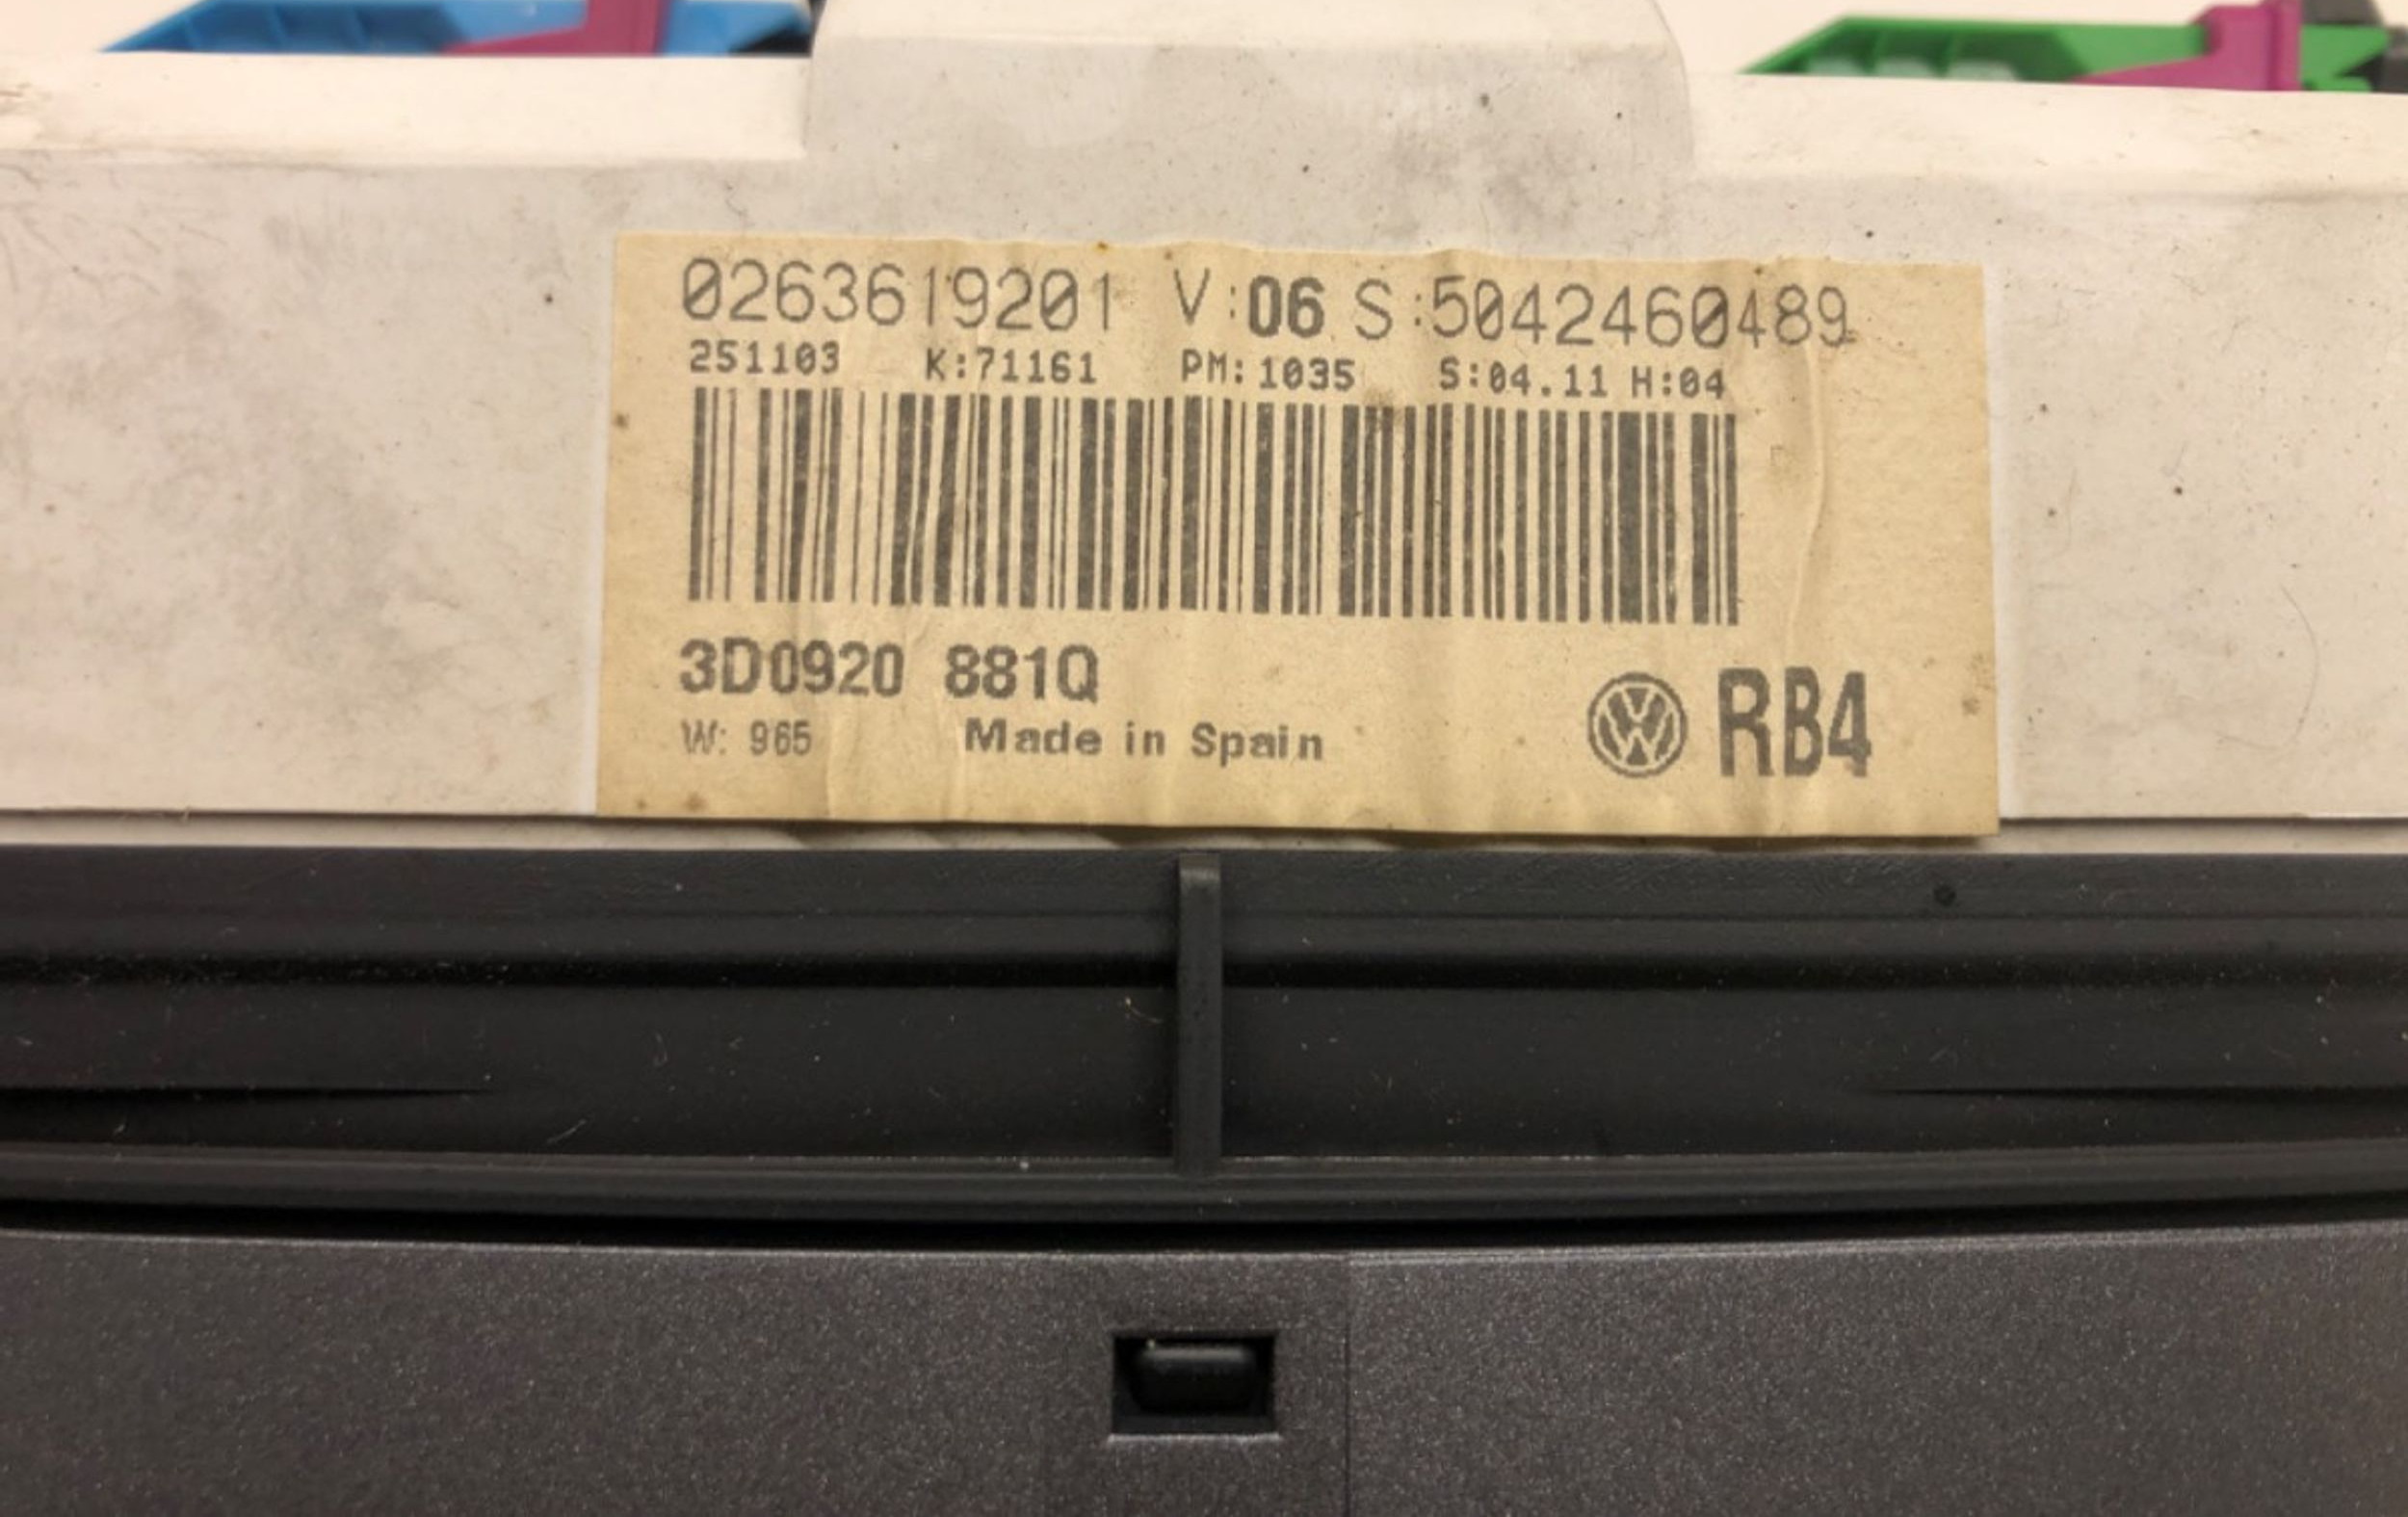 0263619201 V:06 S:5042460489
251103 K:71161 PM:1035 S:04.11 H:04
3D0920 881Q
W: 965 Made in Spain
RB4